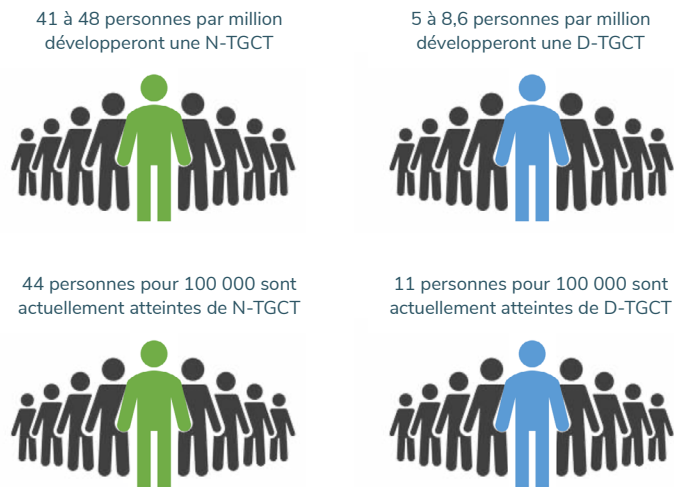 41 à 48 personnes par million
développeront une N-TGCT
5 à 8,6 personnes par million
développeront une D-TGCT
44 personnes pour 100 000 sont
actuellement atteintes de N-TGCT
11 personnes pour 100 000 sont
actuellement atteintes de D-TGCT